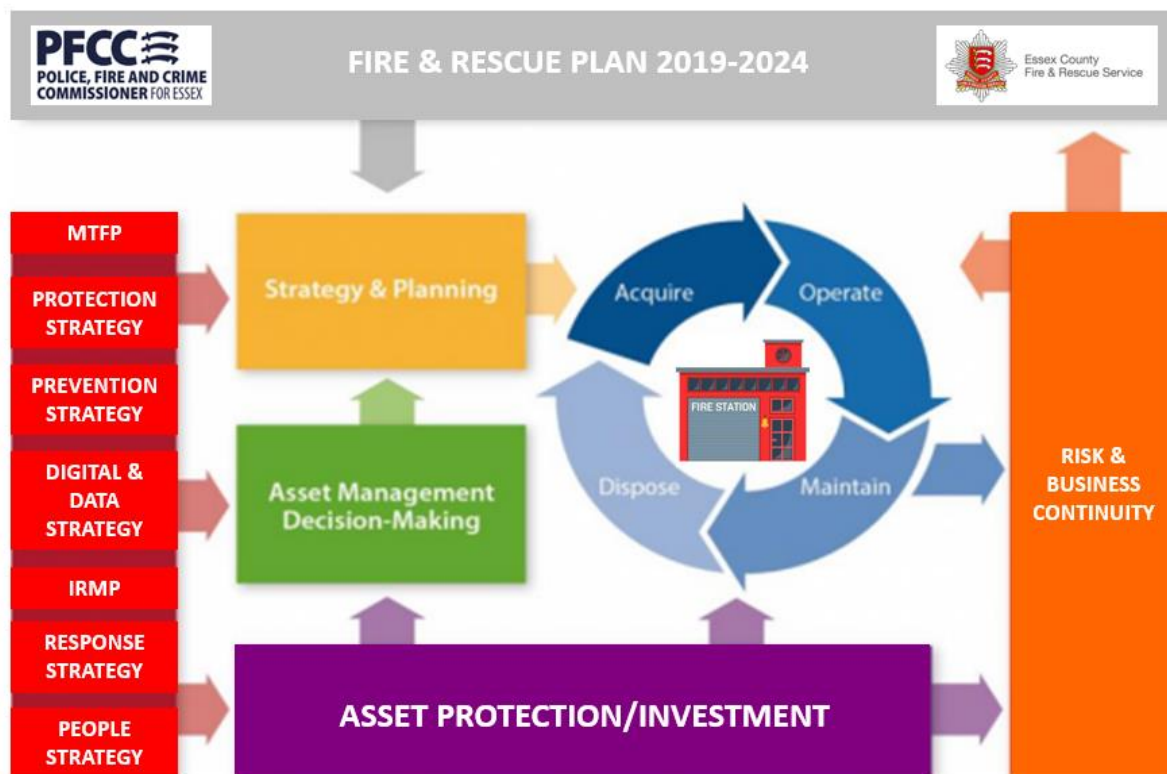 PFCC
POLICE, FIRE AND CRIME
COMMISSIONER FOR ESSEX
FIRE & RESCUE PLAN 2019-2024
Essex County
Fire & Rescue Service
MTFP
PROTECTION
STRATEGY
PREVENTION
STRATEGY
DIGITAL &
DATA
STRATEGY
IRMP
RESPONSE
STRATEGY
PEOPLE
STRATEGY
Strategy & Planning
Asset Management
Decision-Making
Acquire
Operate
FIRE STATION
Dispose
Maintain
RISK &
BUSINESS
CONTINUITY
ASSET PROTECTION/INVESTMENT